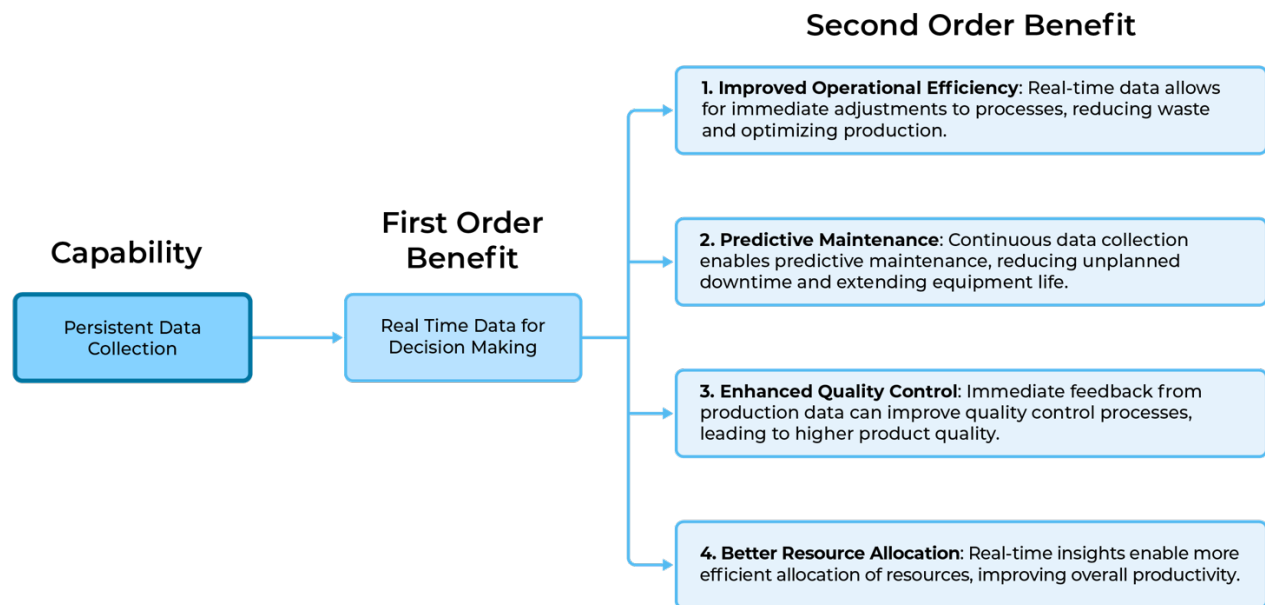 Second Order Benefit
1. Improved Operational Efficiency: Real-time data allows
for immediate adjustments to processes, reducing waste
and optimizing production.
First Order
Benefit
Capability
2. Predictive Maintenance: Continuous data collection
enables predictive maintenance, reducing unplanned
downtime and extending equipment life.
Persistent Data
Collection
Real Time Data for
Decision Making
3. Enhanced Quality Control: Immediate feedback from
production data can improve quality control processes,
leading to higher product quality.
4. Better Resource Allocation: Real-time insights enable more
efficient allocation of resources, improving overall productivity.